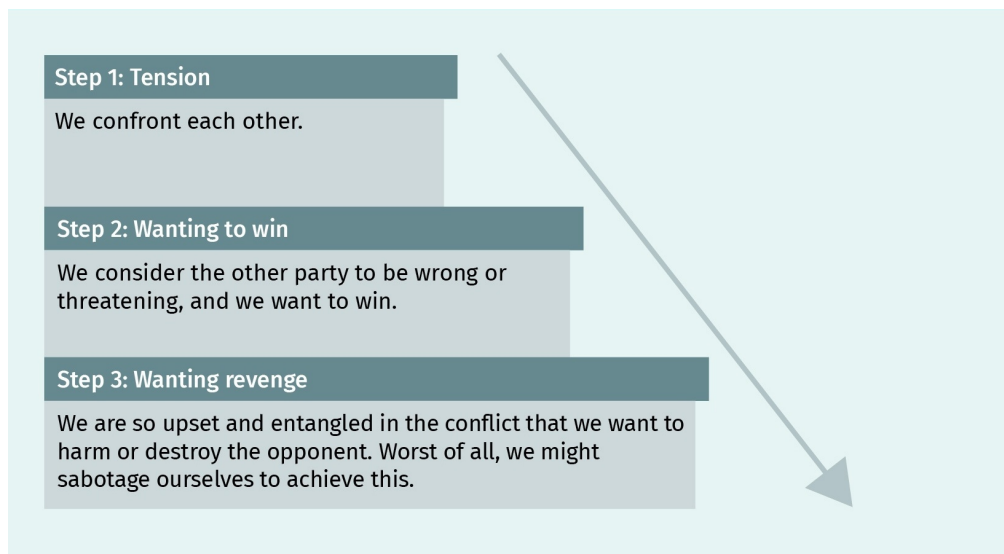 Step 1: Tension
We confront each other.
Step 2: Wanting to win
We consider the other party to be wrong or
threatening, and we want to win.
Step 3: Wanting revenge
We are so upset and entangled in the conflict that we want to
harm or destroy the opponent. Worst of all, we might
sabotage ourselves to achieve this.